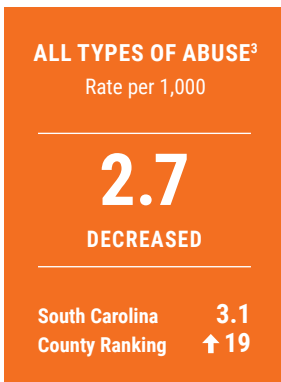 ALL TYPES OF ABUSE³
Rate per 1,000
2.7
DECREASED
South Carolina 3.1
County Ranking ↑ 19